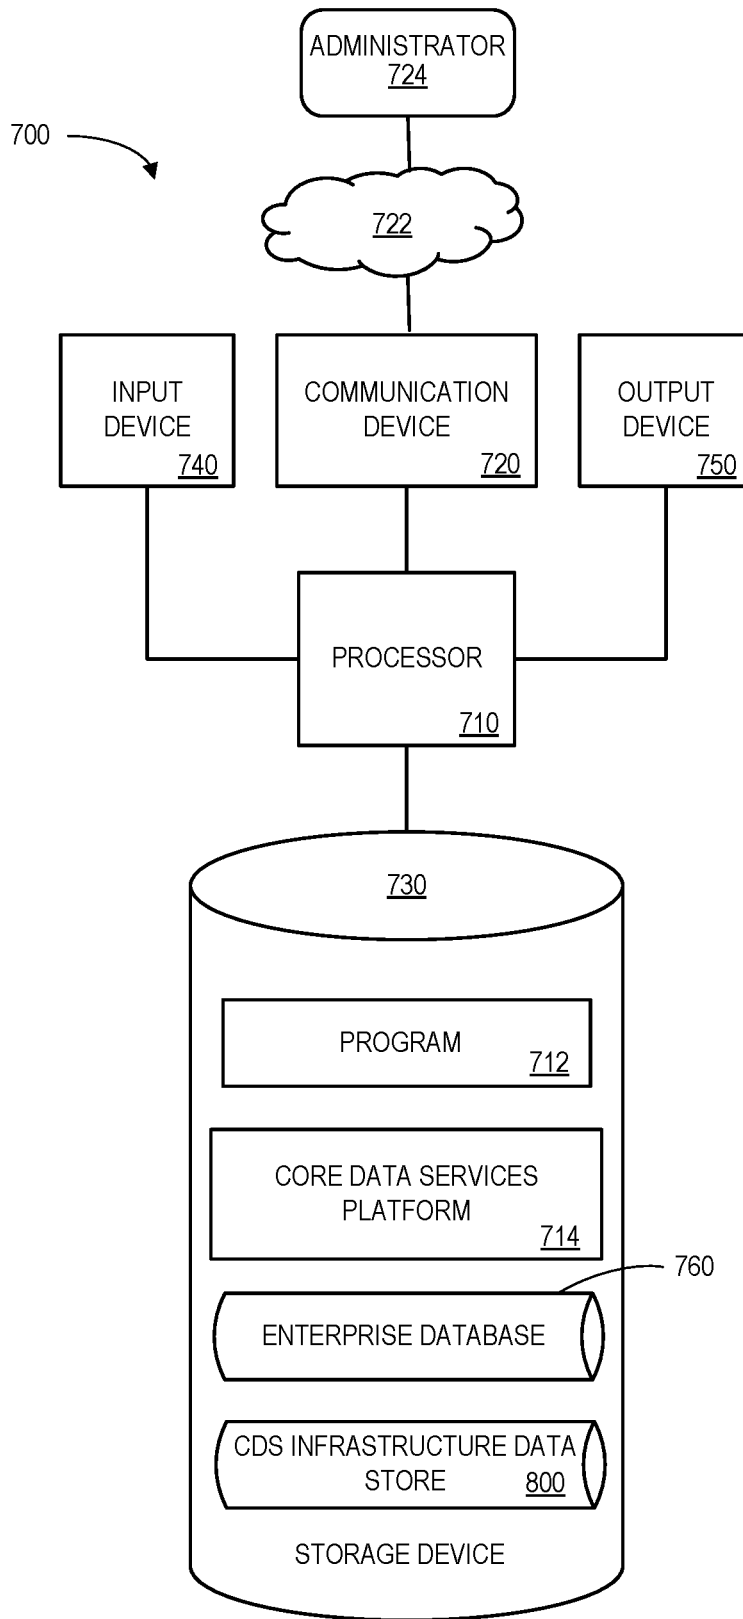 ADMINISTRATOR
724
700
722
INPUT
DEVICE
740
COMMUNICATION
DEVICE
720
OUTPUT
DEVICE
750
PROCESSOR
710
730
PROGRAM
712
CORE DATA SERVICES
PLATFORM
714
760
ENTERPRISE DATABASE
CDS INFRASTRUCTURE DATA
STORE 800
STORAGE DEVICE